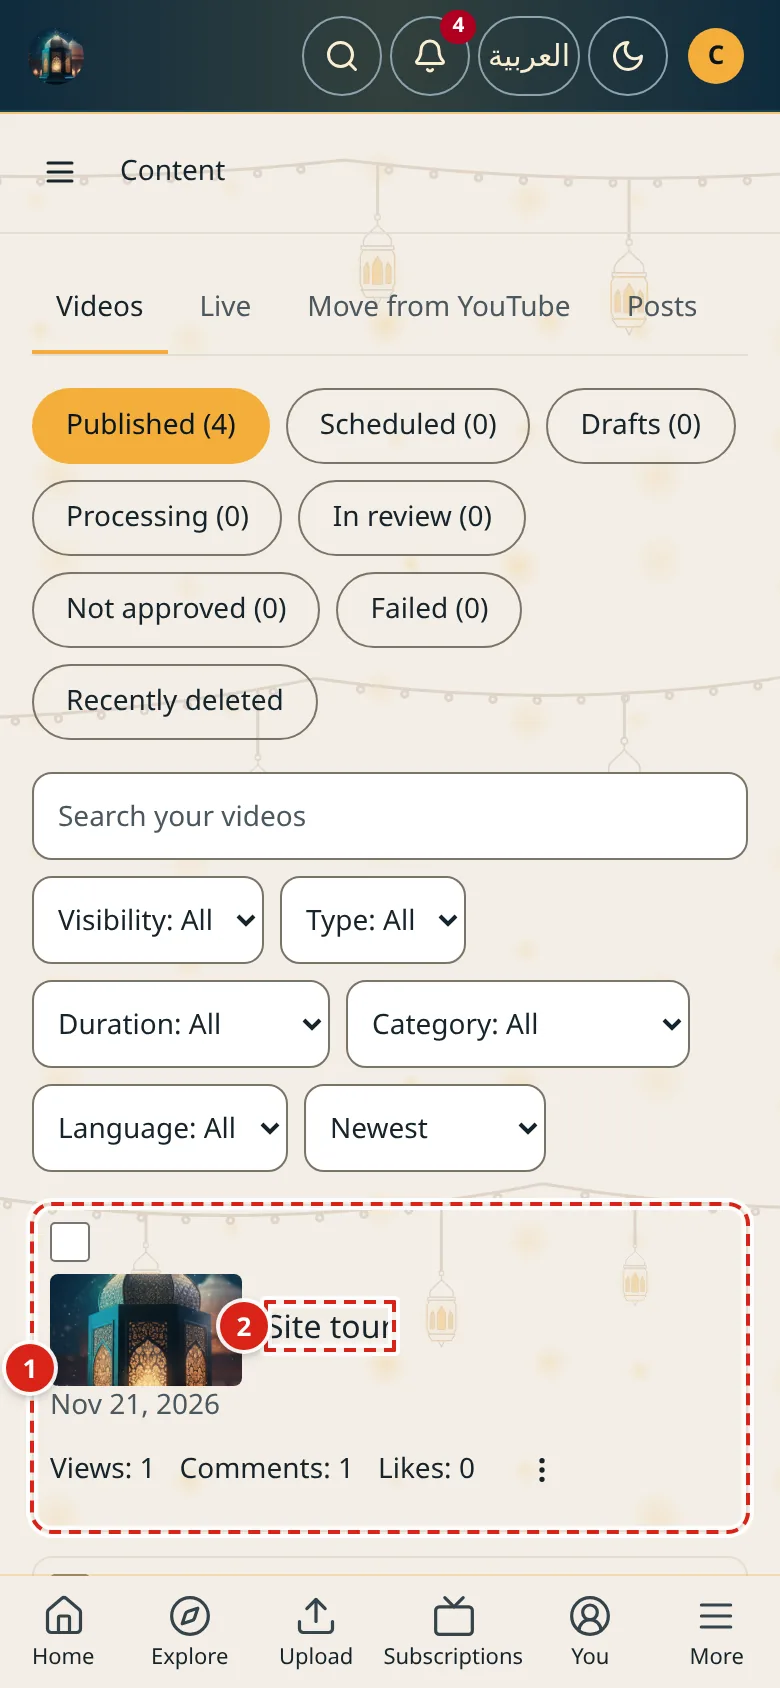 4
العربية
C
Content
Videos Live Move from YouTube Posts
Published (4) Scheduled (0) Drafts (0)
Processing (0) In review (0)
Not approved (0) Failed (0)
Recently deleted
Search your videos
Visibility: All Type: All
Duration: All Category: All
Language: All Newest
2 Site tour
1
Nov 21, 2026
Views: 1 Comments: 1 Likes: 0
Home Explore Upload Subscriptions You More